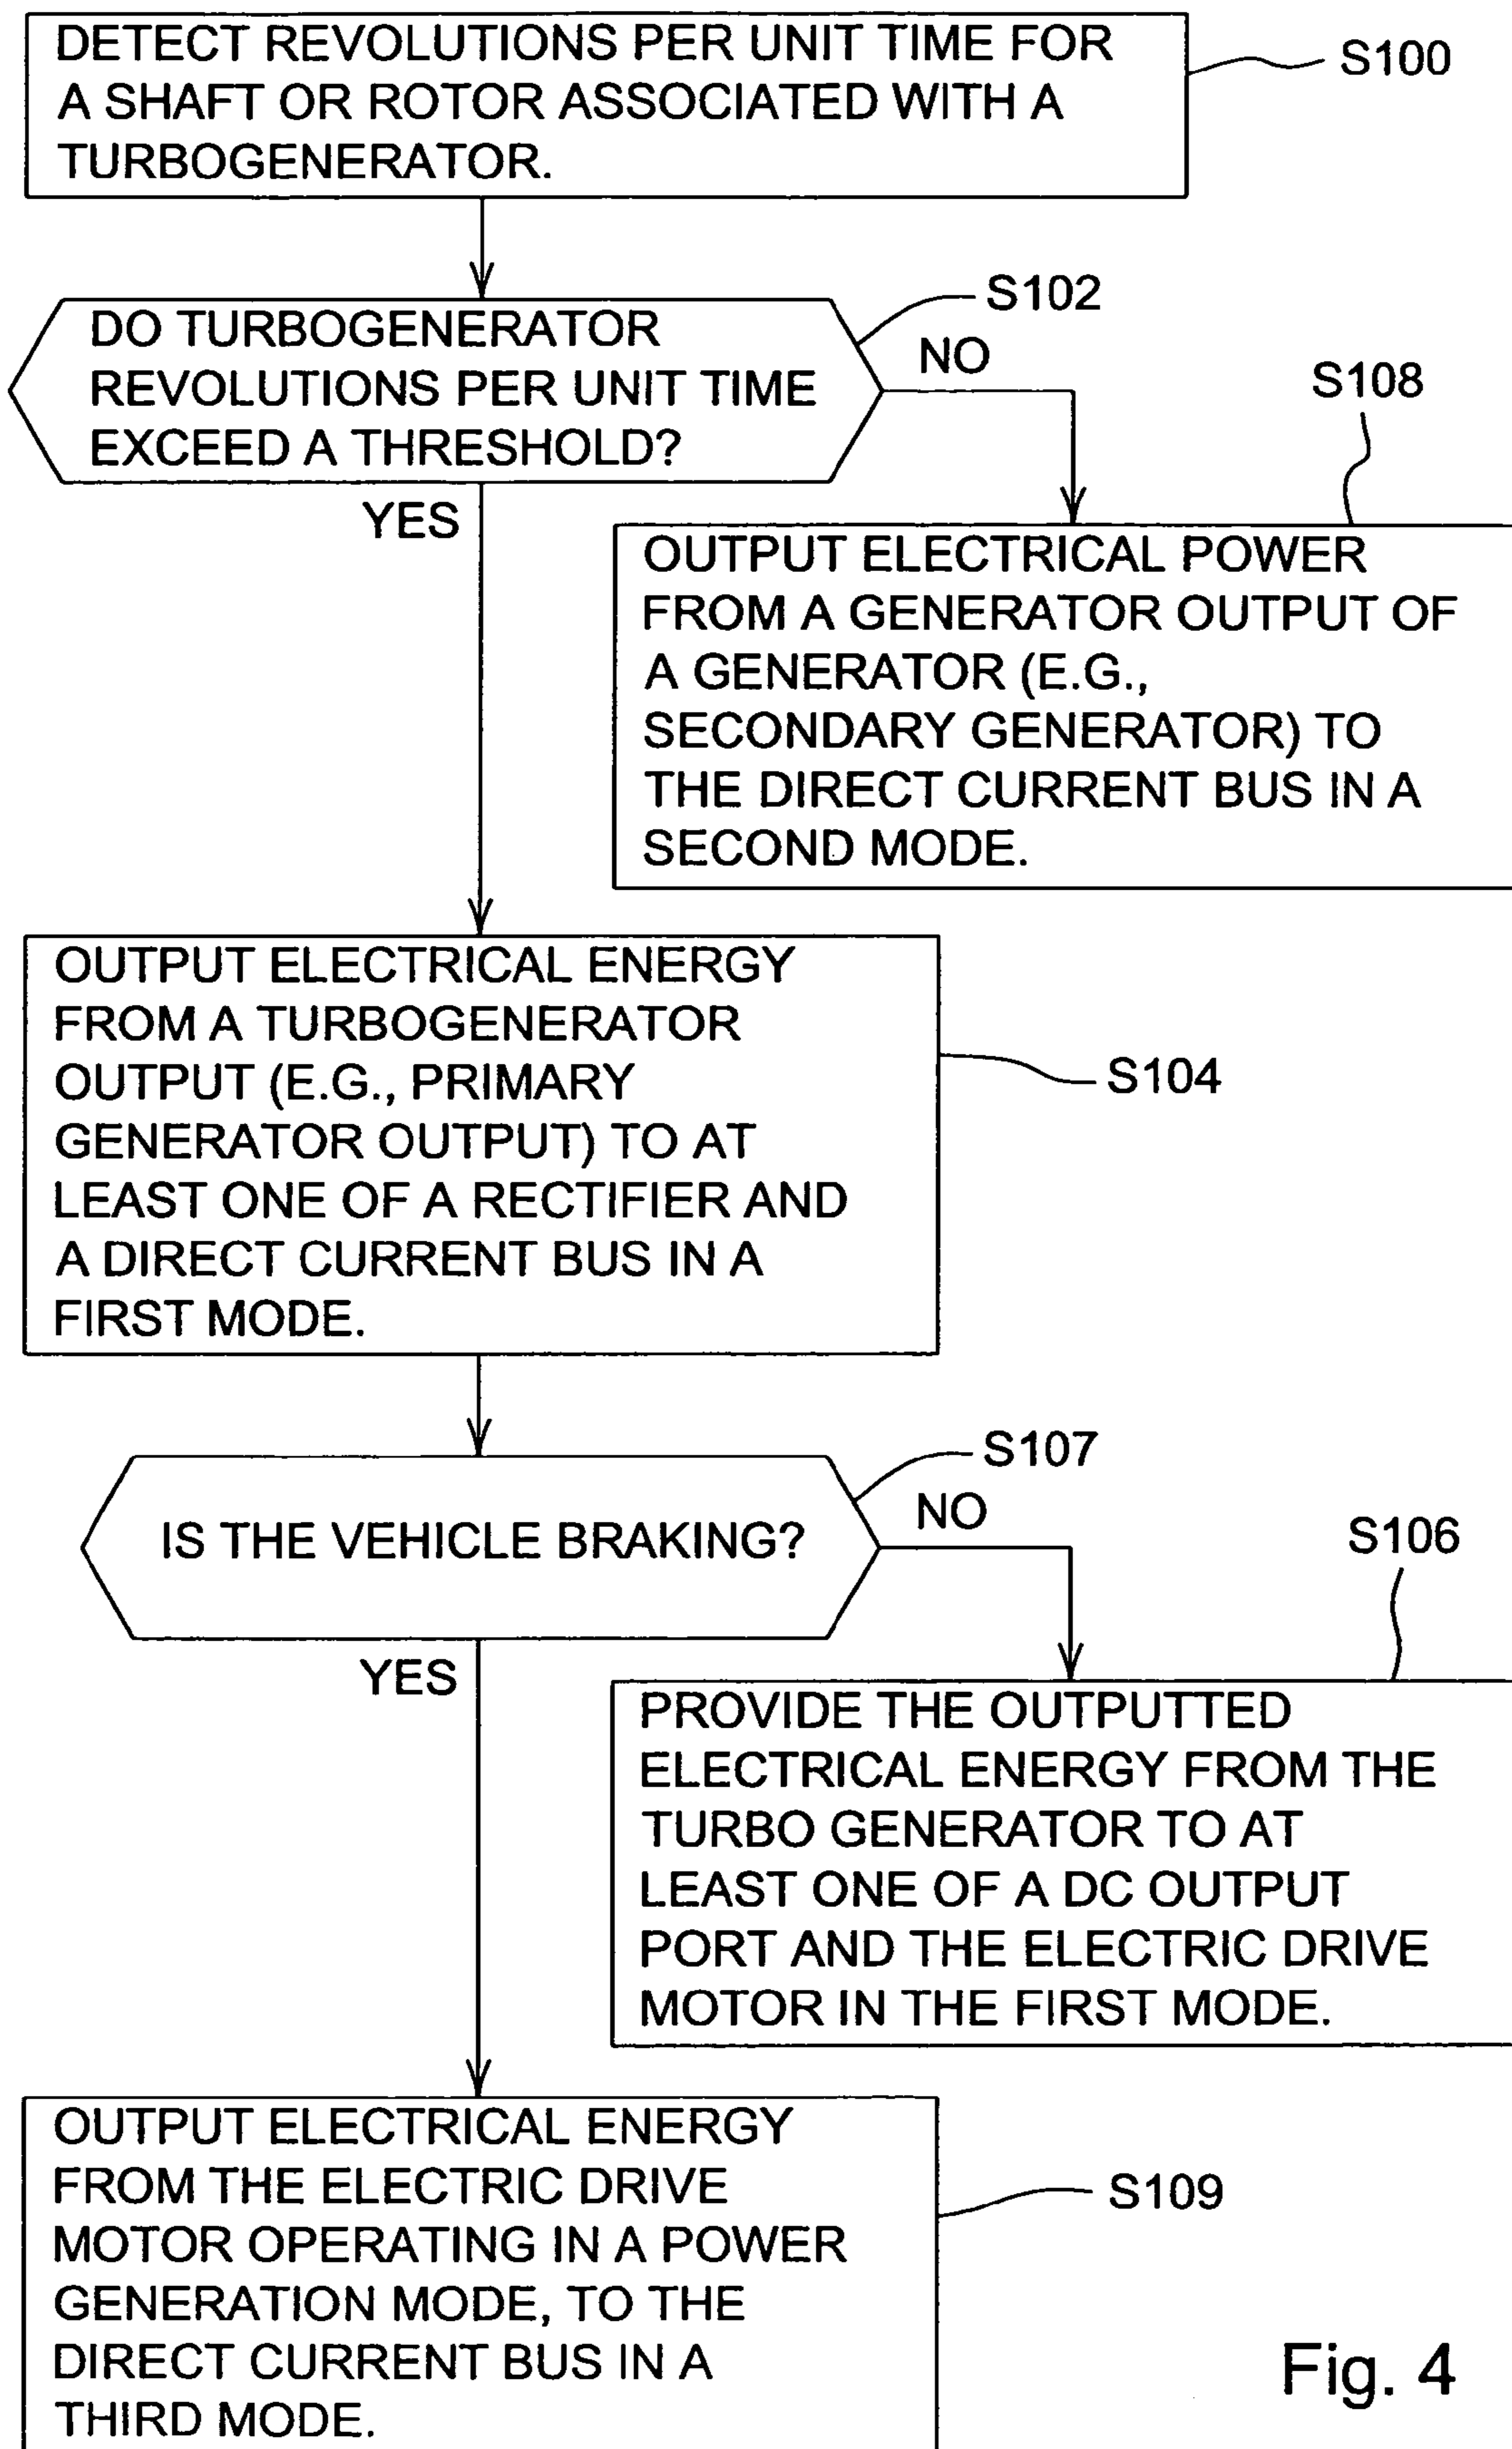 DETECT REVOLUTIONS PER UNIT TIME FOR
A SHAFT OR ROTOR ASSOCIATED WITH A
TURBOGENERATOR.
S100
DO TURBOGENERATOR
REVOLUTIONS PER UNIT TIME
EXCEED A THRESHOLD?
S102
NO
YES
S108
OUTPUT ELECTRICAL POWER
FROM A GENERATOR OUTPUT OF
A GENERATOR (E.G.,
SECONDARY GENERATOR) TO
THE DIRECT CURRENT BUS IN A
SECOND MODE.
OUTPUT ELECTRICAL ENERGY
FROM A TURBOGENERATOR
OUTPUT (E.G., PRIMARY
GENERATOR OUTPUT) TO AT
LEAST ONE OF A RECTIFIER AND
A DIRECT CURRENT BUS IN A
FIRST MODE.
S104
IS THE VEHICLE BRAKING?
S107
NO
YES
S106
PROVIDE THE OUTPUTTED
ELECTRICAL ENERGY FROM THE
TURBO GENERATOR TO AT
LEAST ONE OF A DC OUTPUT
PORT AND THE ELECTRIC DRIVE
MOTOR IN THE FIRST MODE.
OUTPUT ELECTRICAL ENERGY
FROM THE ELECTRIC DRIVE
MOTOR OPERATING IN A POWER
GENERATION MODE, TO THE
DIRECT CURRENT BUS IN A
THIRD MODE.
S109
Fig. 4